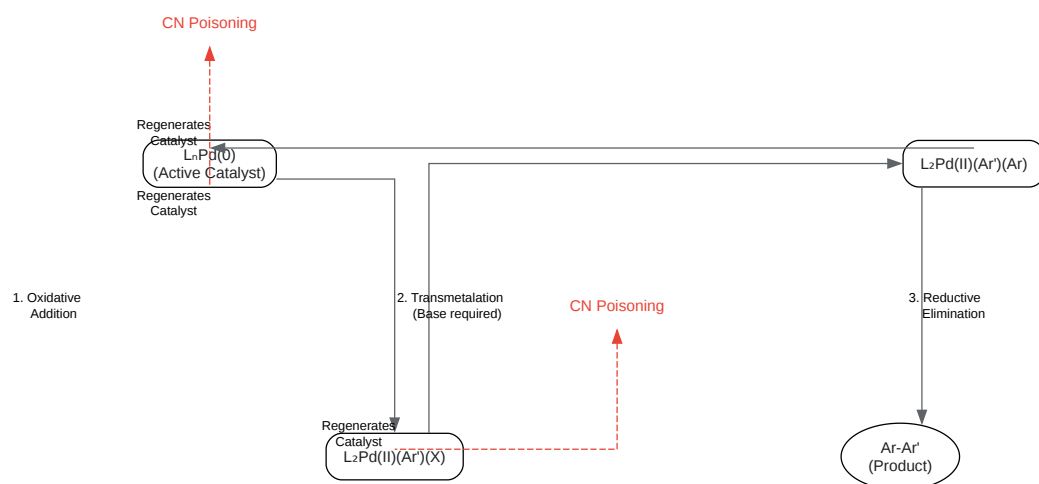 CN Poisoning
Regenerates
Catalyst
LₙPd(0)
(Active Catalyst)
Regenerates
Catalyst
L₂Pd(II)(Ar')(Ar)
1. Oxidative
Addition
2. Transmetalation
(Base required)
CN Poisoning
3. Reductive
Elimination
Regenerates
Catalyst
L₂Pd(II)(Ar')(X)
Ar-Ar'
(Product)